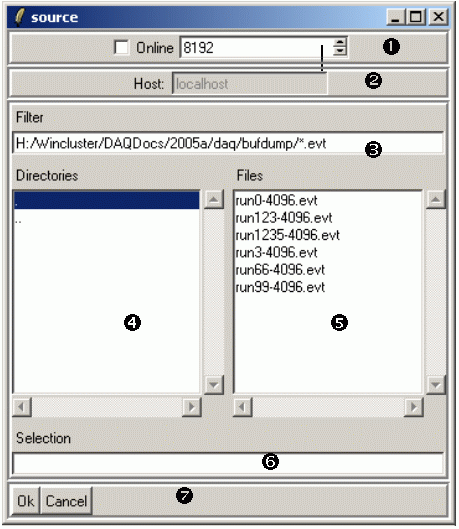 source
Online 8192 ❶
Host: localhost ❷
Filter
H:/Wincluster/DAQDocs/2005a/daq/bufdump/*.evt ❸
Directories Files
. run0-4096.evt
.. run123-4096.evt
run1235-4096.evt
run3-4096.evt
run66-4096.evt
run99-4096.evt
❹ ❺
Selection
❻
Ok Cancel ❼